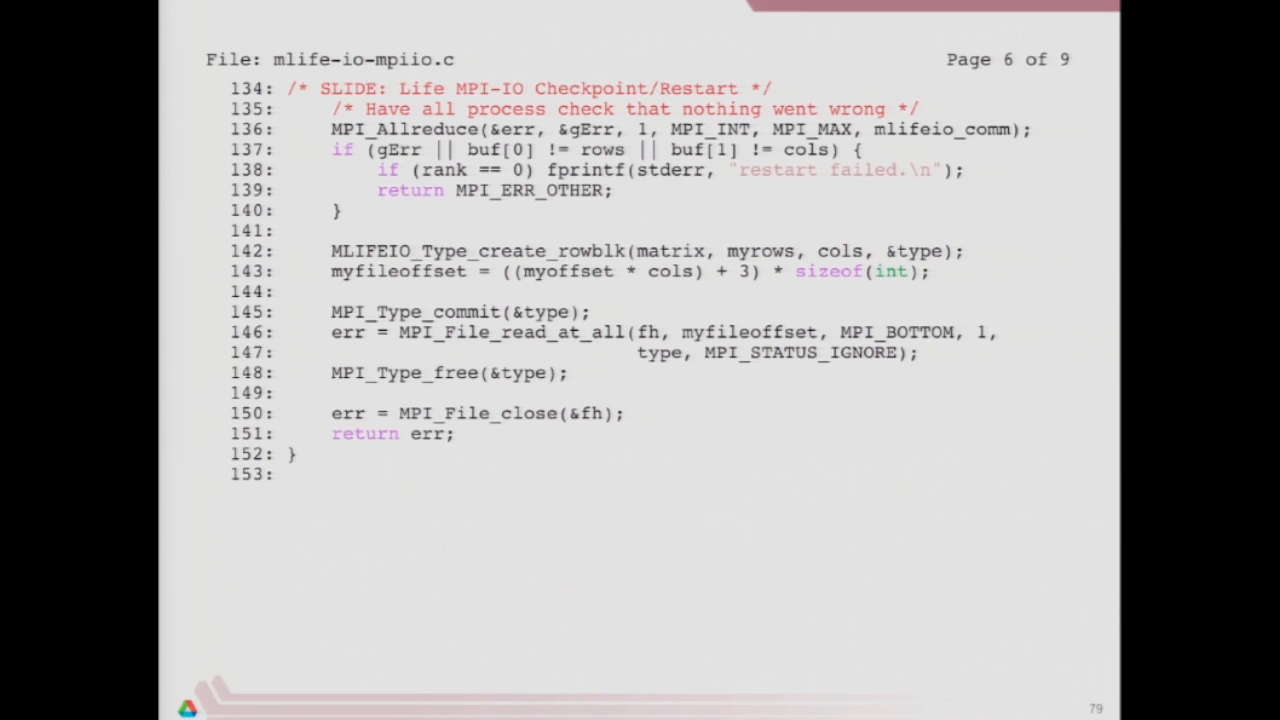 File: mlife-io-mpiio.c Page 6 of 9
134: /* SLIDE: Life MPI-IO Checkpoint/Restart */
135:     /* Have all process check that nothing went wrong */
136:     MPI_Allreduce(&err, &gErr, 1, MPI_INT, MPI_MAX, mlifeio_comm);
137:     if (gErr || buf[0] != rows || buf[1] != cols) {
138:         if (rank == 0) fprintf(stderr, "restart failed.\n");
139:         return MPI_ERR_OTHER;
140:     }
141:
142:     MLIFEIO_Type_create_rowblk(matrix, myrows, cols, &type);
143:     myfileoffset = ((myoffset * cols) + 3) * sizeof(int);
144:
145:     MPI_Type_commit(&type);
146:     err = MPI_File_read_at_all(fh, myfileoffset, MPI_BOTTOM, 1,
147:                                type, MPI_STATUS_IGNORE);
148:     MPI_Type_free(&type);
149:
150:     err = MPI_File_close(&fh);
151:     return err;
152: }
153:
79